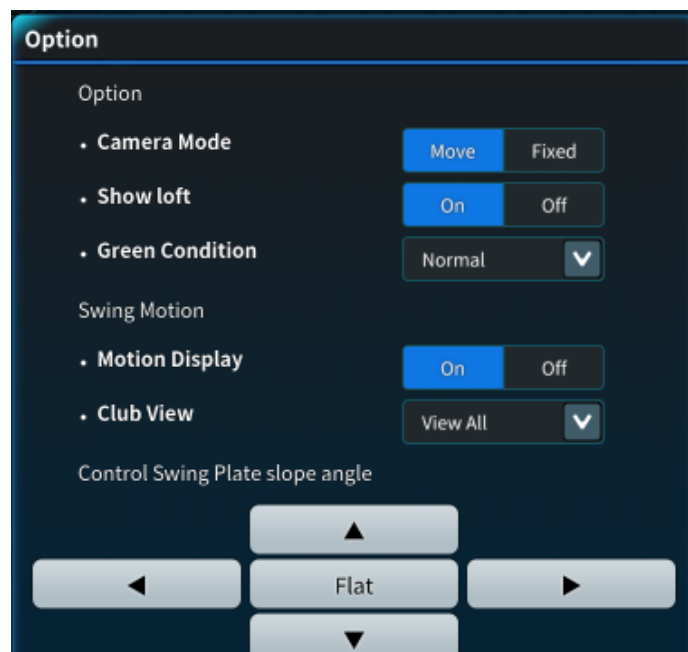 Option
Option
Camera Mode
Move Fixed
Show loft
On Off
Green Condition
Normal
Swing Motion
Motion Display
On Off
Club View
View All
Control Swing Plate slope angle
Flat